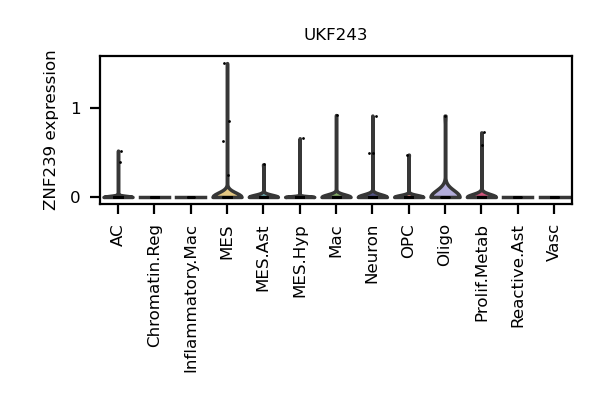 UKF243
ZNF239 expression
1
0
AC
Chromatin.Reg
Inflammatory.Mac
MES
MES.Ast
MES.Hyp
Mac
Neuron
OPC
Oligo
Prolif.Metab
Reactive.Ast
Vasc